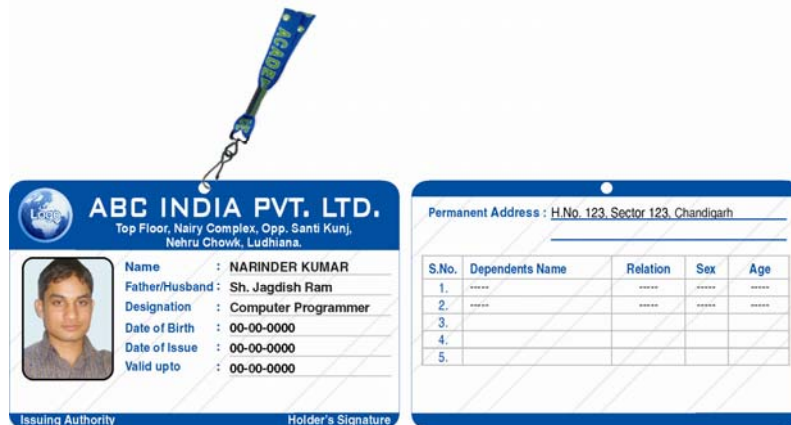 ACADEM
Logo
ABC INDIA PVT. LTD.
Top Floor, Nairy Complex, Opp. Santi Kunj,
Nehru Chowk, Ludhiana.
Name : NARINDER KUMAR
Father/Husband : Sh. Jagdish Ram
Designation : Computer Programmer
Date of Birth : 00-00-0000
Date of Issue : 00-00-0000
Valid upto : 00-00-0000
Issuing Authority Holder's Signature
Permanent Address : H.No. 123, Sector 123, Chandigarh
S.No. Dependents Name Relation Sex Age
1. ----- ----- ----- -----
2. ----- ----- ----- -----
3.
4.
5.